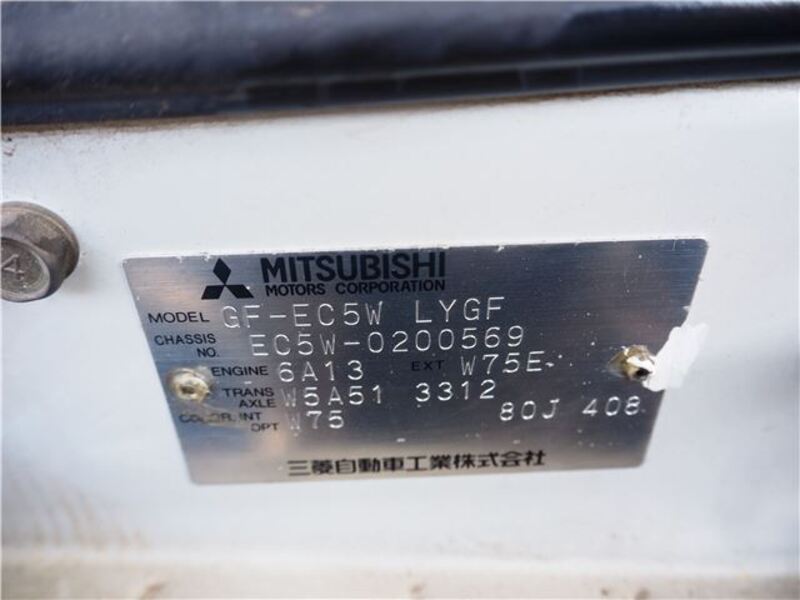 4
MITSUBISHI
MOTORS CORPORATION
MODEL GF-EC5W LYGF
CHASSIS NO. EC5W-0200569
ENGINE 6A13 EXT W75E
TRANS AXLE W5A51 3312
COLOR. INT OPT W75 80J 408
三菱自動車工業株式会社